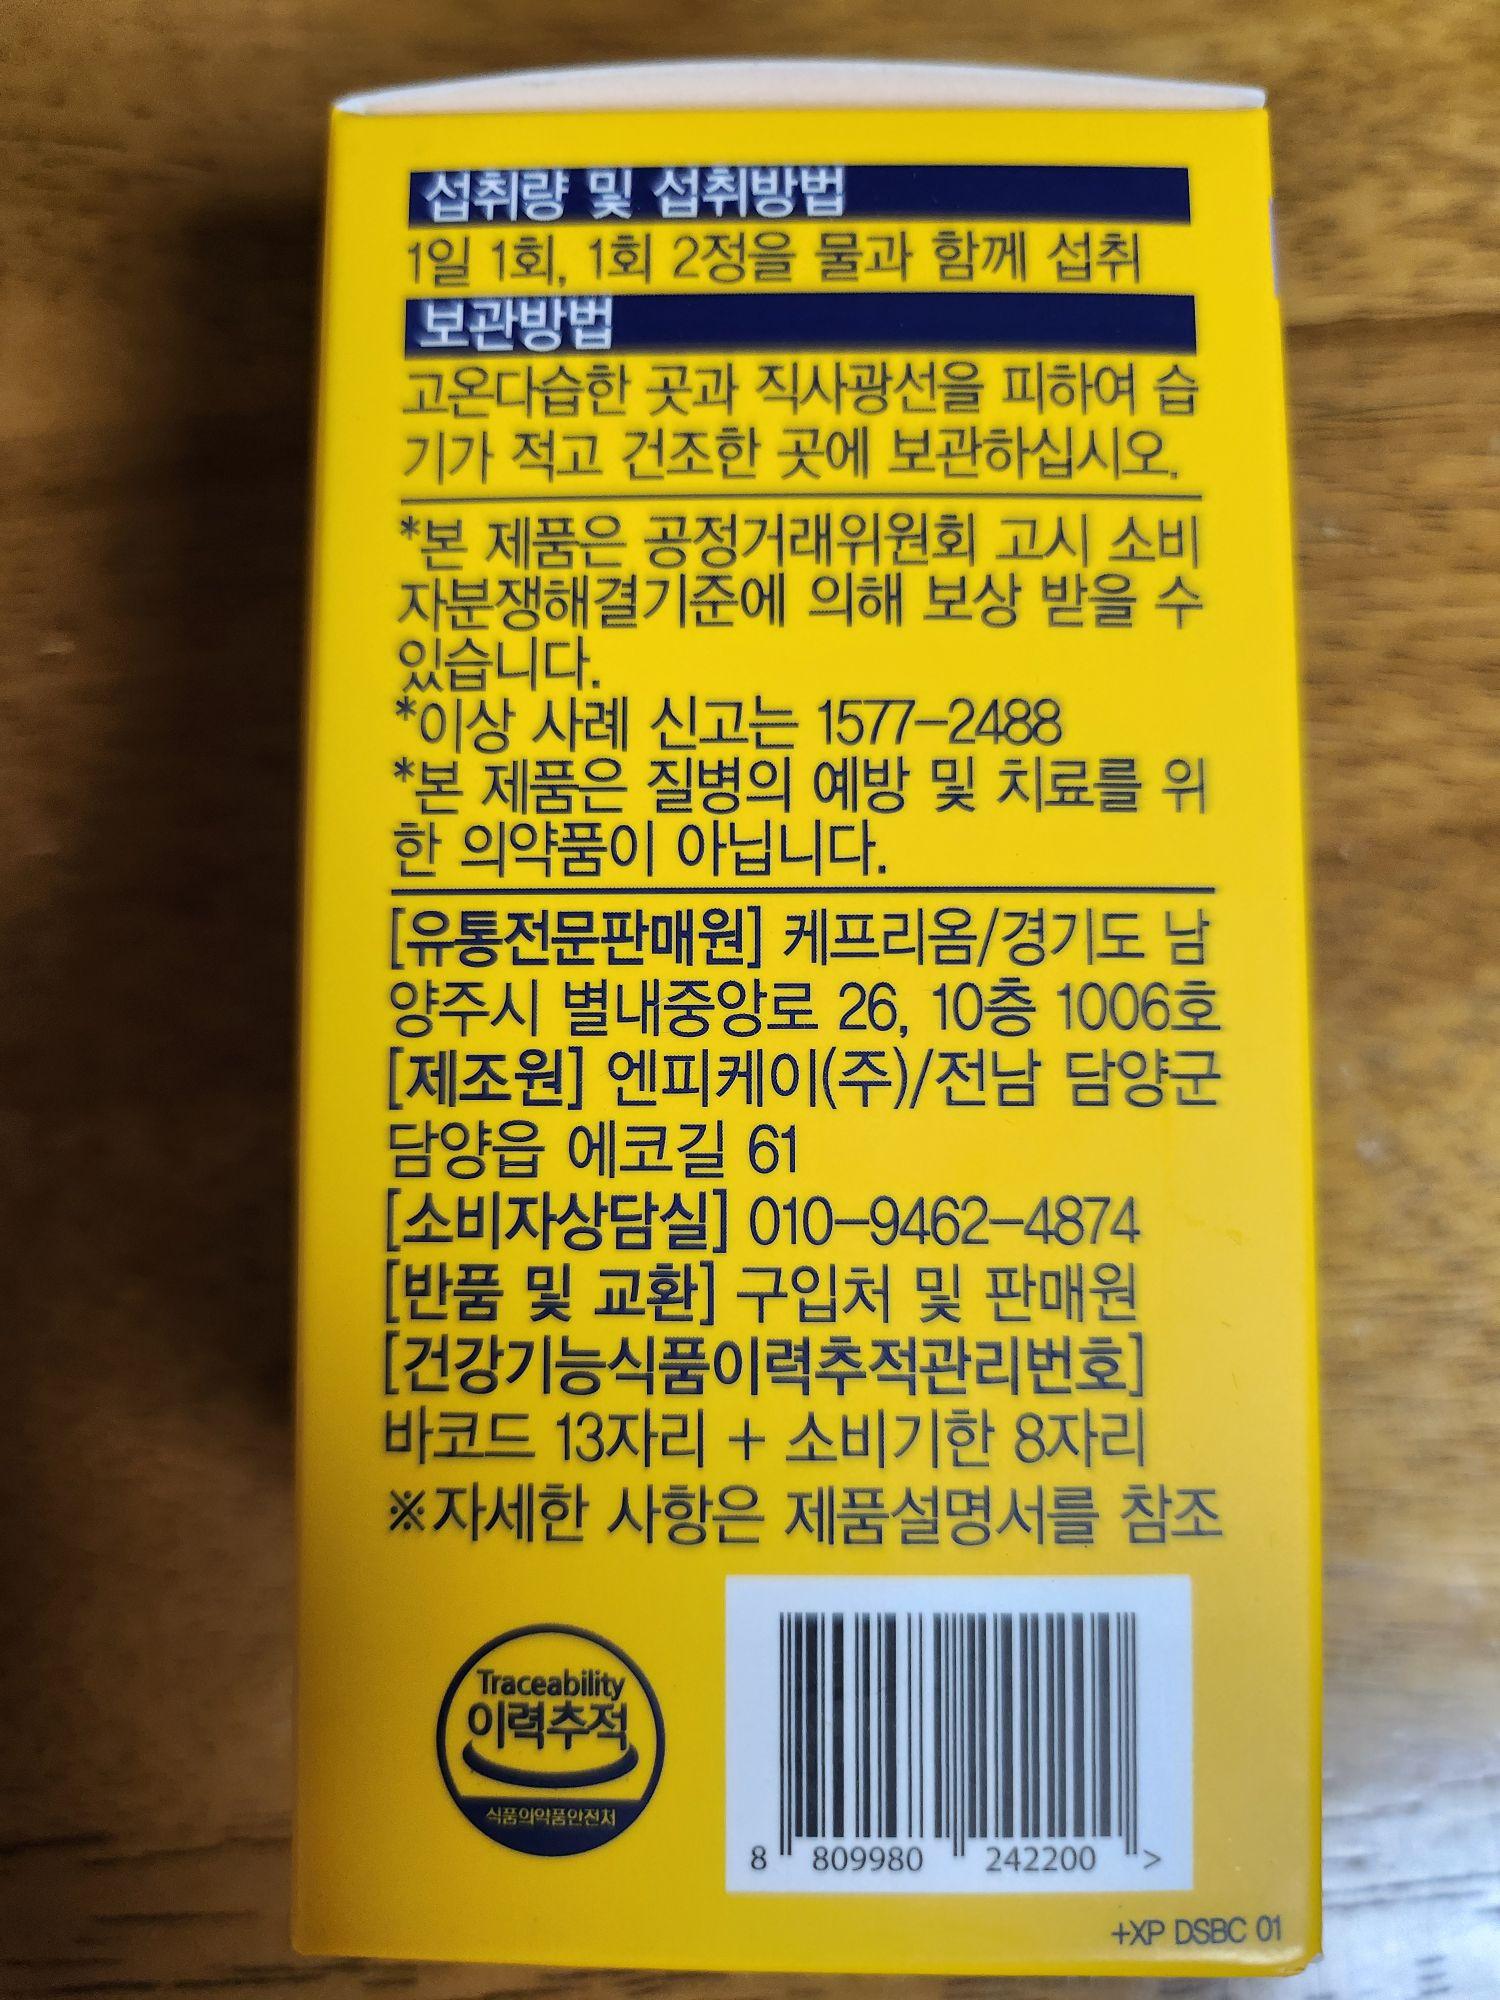 섭취량 및 섭취방법
1일 1회, 1회 2정을 물과 함께 섭취
보관방법
고온다습한 곳과 직사광선을 피하여 습
기가 적고 건조한 곳에 보관하십시오.
*본 제품은 공정거래위원회 고시 소비
자분쟁해결기준에 의해 보상 받을 수
있습니다.
*이상 사례 신고는 1577-2488
*본 제품은 질병의 예방 및 치료를 위
한 의약품이 아닙니다.
[유통전문판매원] 케프리옴/경기도 남
양주시 별내중앙로 26, 10층 1006호
[제조원] 엔피케이(주)/전남 담양군
담양읍 에코길 61
[소비자상담실] 010-9462-4874
[반품 및 교환] 구입처 및 판매원
[건강기능식품이력추적관리번호]
바코드 13자리 + 소비기한 8자리
※자세한 사항은 제품설명서를 참조
Traceability
이력추적
식품의약품안전처
8 809980 242200 >
+XP DSBC 01